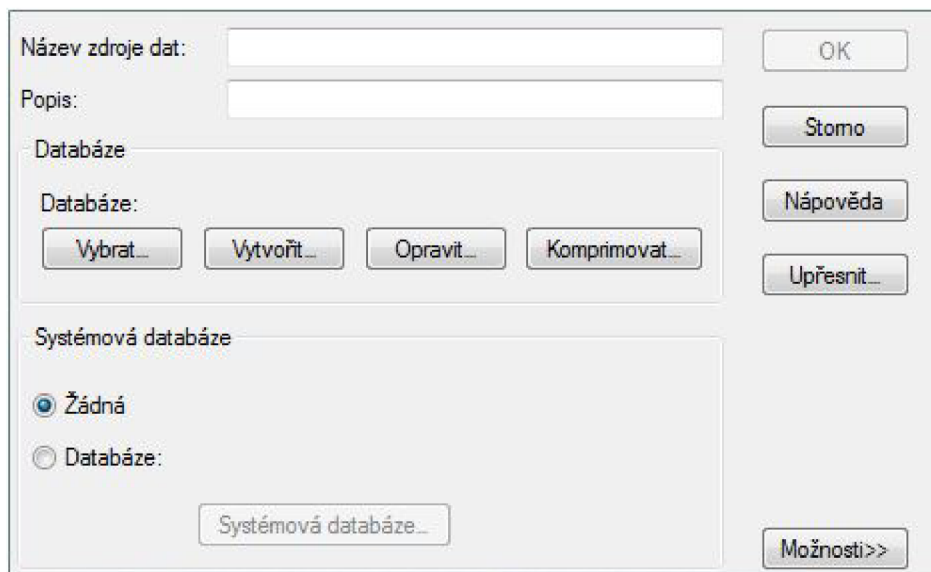 Název zdroje dat:
OK
Popis:
Storno
Databáze
Nápověda
Databáze:
Vybrat...
Vytvořit...
Opravit...
Komprimovat...
Upřesnit...
Systémová databáze
Žádná
Databáze:
Systémová databáze...
Možnosti>>